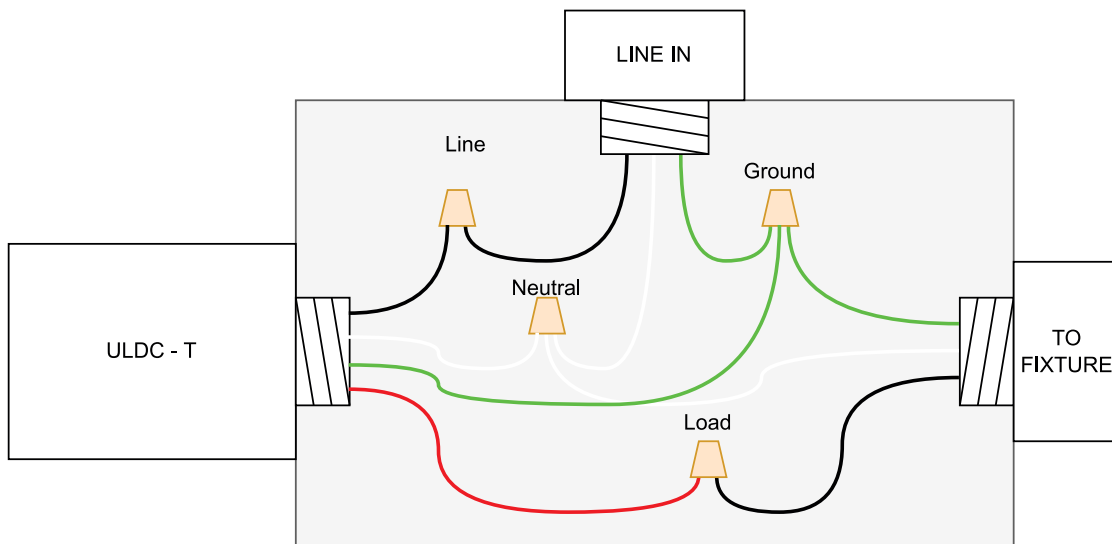 LINE IN
Line
Ground
Neutral
ULDC - T
TO
FIXTURE
Load